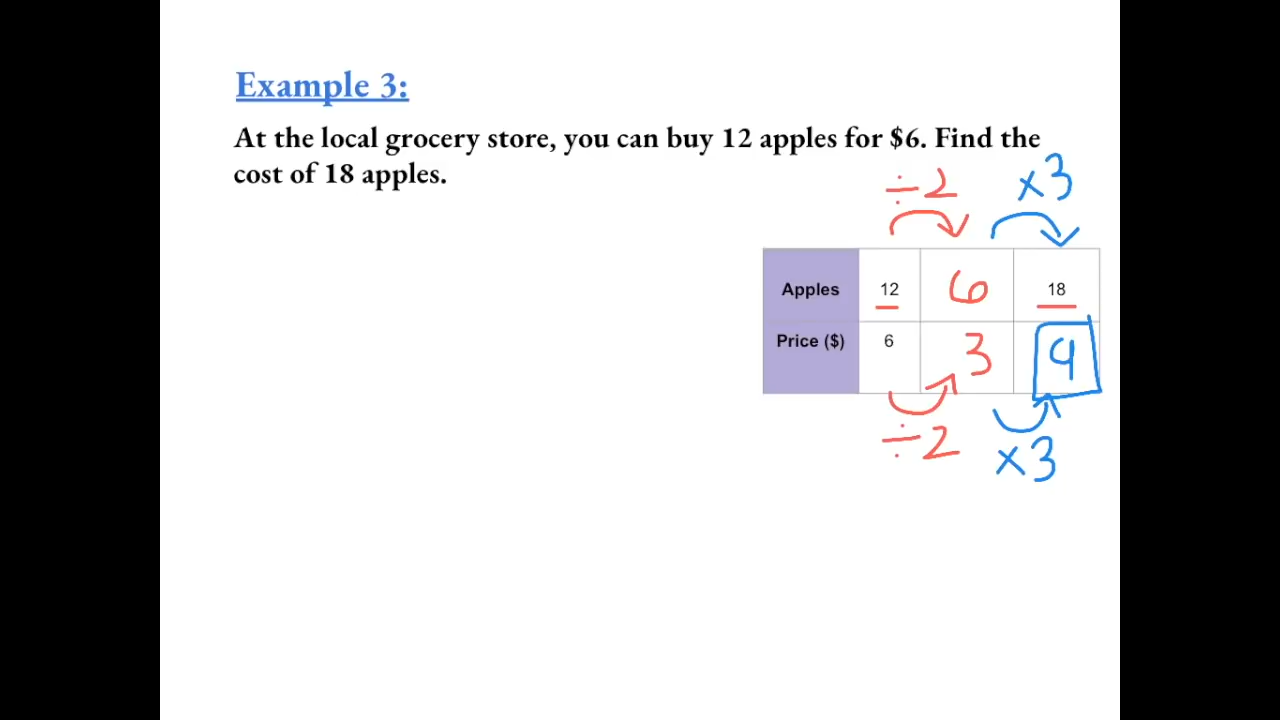 Example 3:
At the local grocery store, you can buy 12 apples for $6. Find the
cost of 18 apples.
÷2 ×3
Apples 12 6 18
Price ($) 6 3 9
÷2 ×3